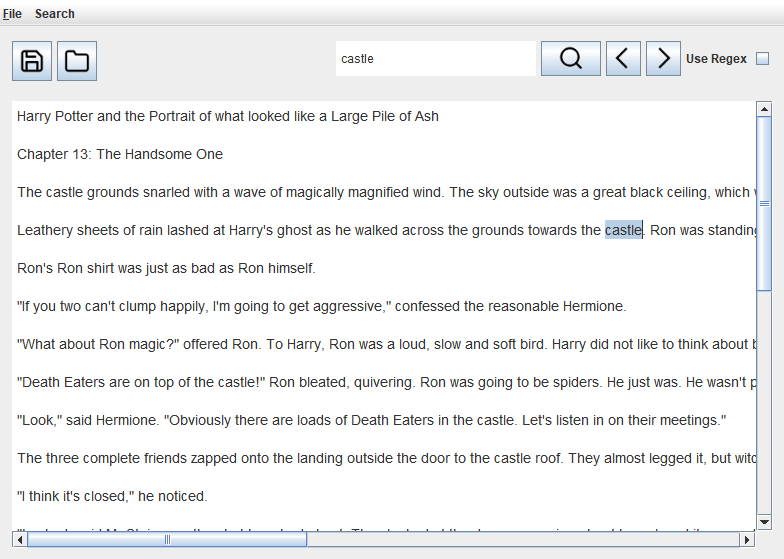 File Search
castle Use Regex
Harry Potter and the Portrait of what looked like a Large Pile of Ash
Chapter 13: The Handsome One
The castle grounds snarled with a wave of magically magnified wind. The sky outside was a great black ceiling, which
Leathery sheets of rain lashed at Harry's ghost as he walked across the grounds towards the castle. Ron was standing
Ron's Ron shirt was just as bad as Ron himself.
"If you two can't clump happily, I'm going to get aggressive," confessed the reasonable Hermione.
"What about Ron magic?" offered Ron. To Harry, Ron was a loud, slow and soft bird. Harry did not like to think about
"Death Eaters are on top of the castle!" Ron bleated, quivering. Ron was going to be spiders. He just was. He wasn't
"Look," said Hermione. "Obviously there are loads of Death Eaters in the castle. Let's listen in on their meetings."
The three complete friends zapped onto the landing outside the door to the castle roof. They almost legged it, but
"I think it's closed," he noticed.